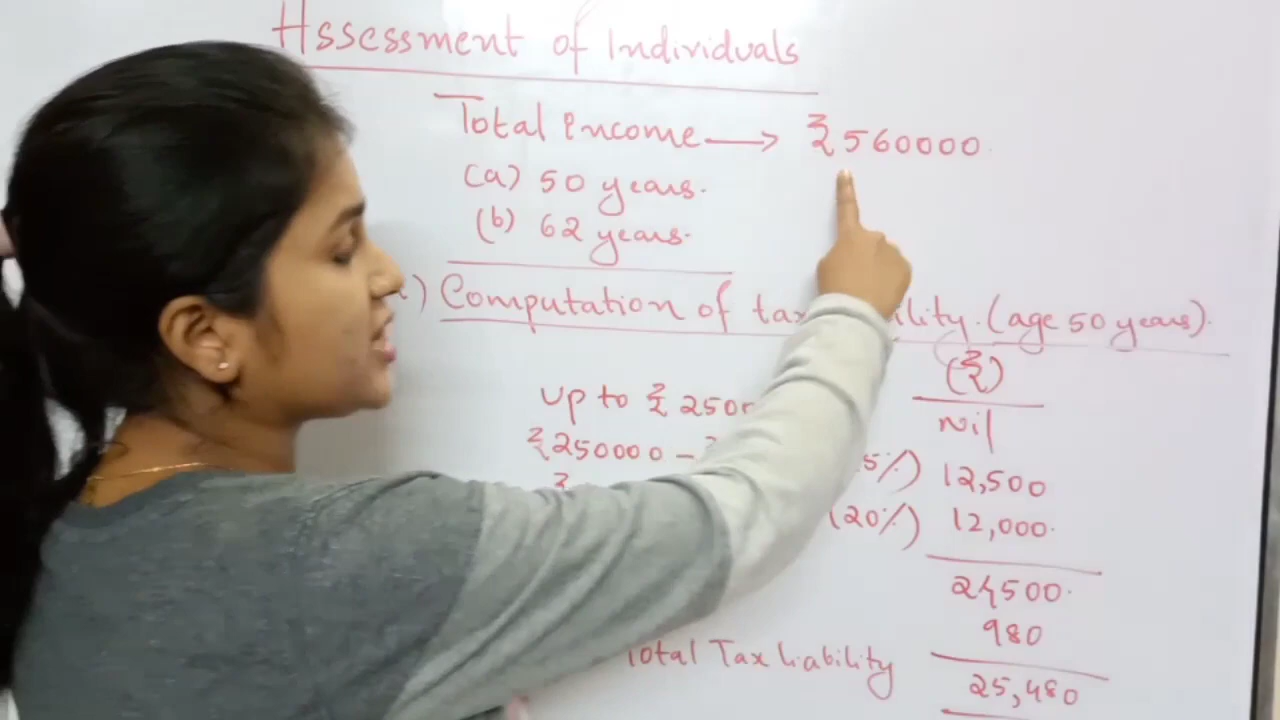 Assessment of Individuals
Total Income → ₹560000
(a) 50 years.
(b) 62 years.
) Computation of tax (age 50 years).
(₹)
up to ₹ 250 Nil
₹250000 - 5%) 12,500
(20%) 12,000.
24500.
980
Total Tax liability 25,480